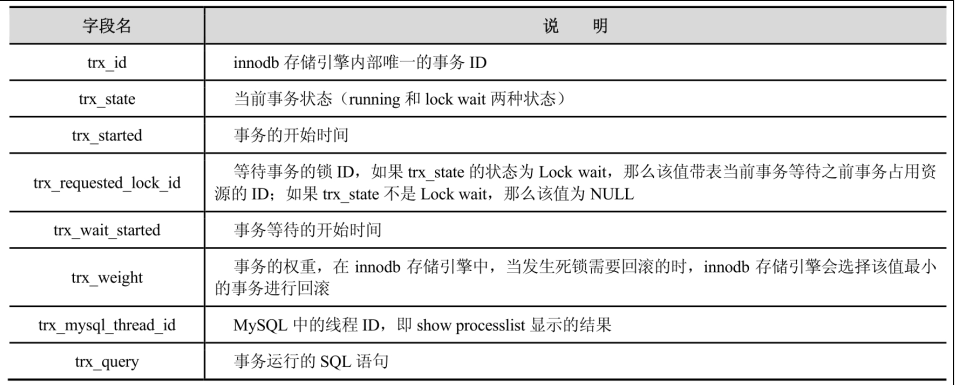 字段名 说 明
trx_id innodb 存储引擎内部唯一的事务 ID
trx_state 当前事务状态（running 和 lock wait 两种状态）
trx_started 事务的开始时间
trx_requested_lock_id 等待事务的锁 ID，如果 trx_state 的状态为 Lock wait，那么该值带表当前事务等待之前事务占用资
源的 ID；如果 trx_state 不是 Lock wait，那么该值为 NULL
trx_wait_started 事务等待的开始时间
trx_weight 事务的权重，在 innodb 存储引擎中，当发生死锁需要回滚的时，innodb 存储引擎会选择该值最小
的事务进行回滚
trx_mysql_thread_id MySQL 中的线程 ID，即 show processlist 显示的结果
trx_query 事务运行的 SQL 语句